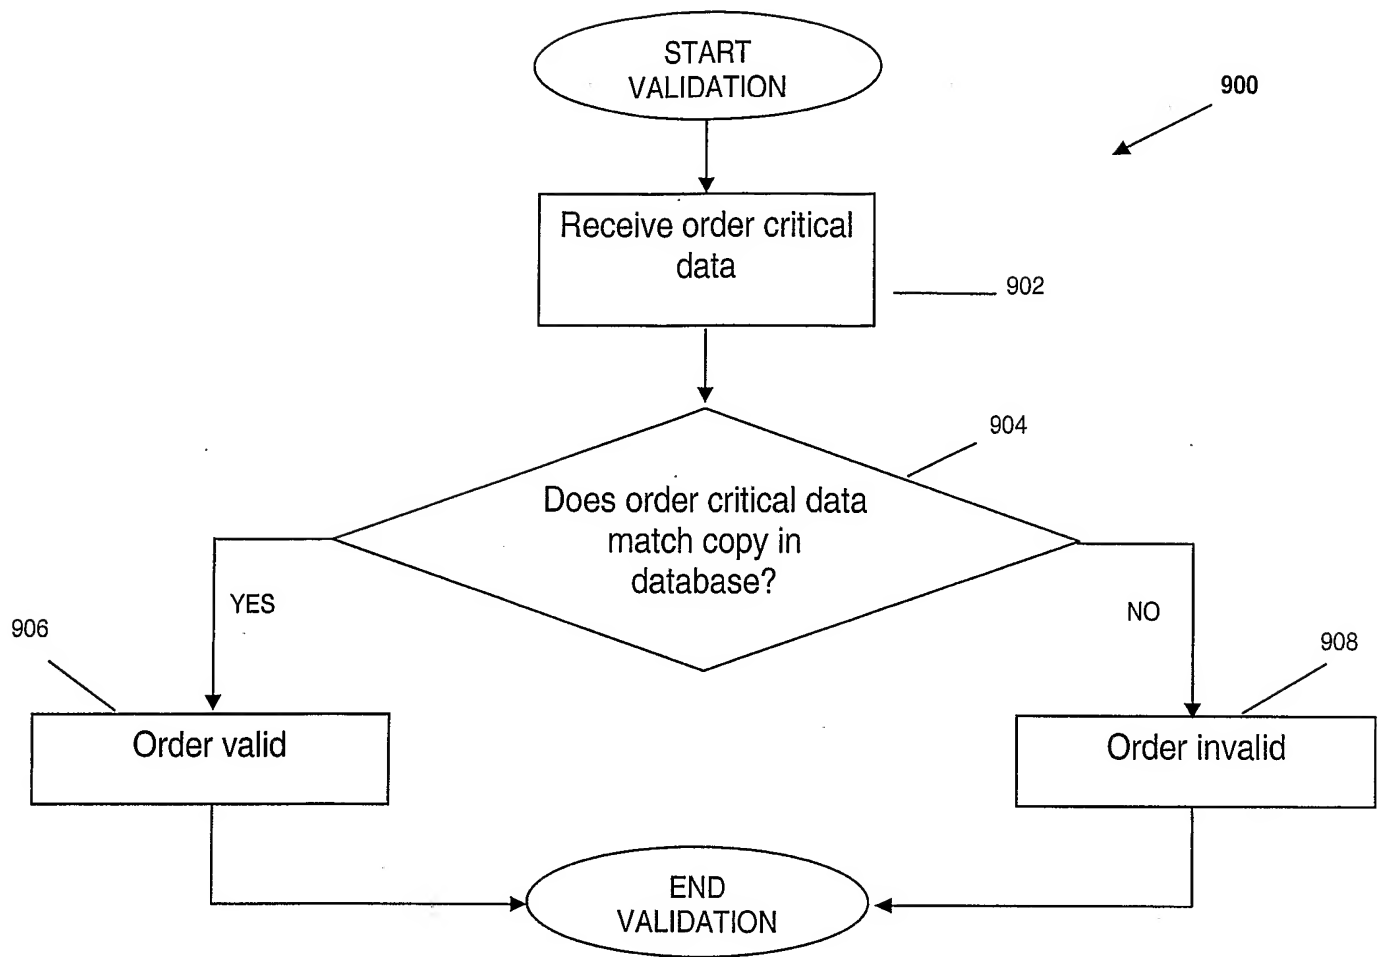 START
VALIDATION
900
Receive order critical
data
902
904
Does order critical data
match copy in
database?
YES
NO
906
908
Order valid
Order invalid
END
VALIDATION